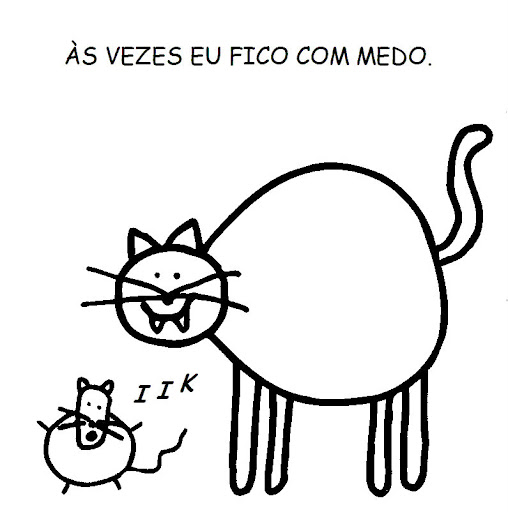 ÀS VEZES EU FICO COM MEDO.
IIK